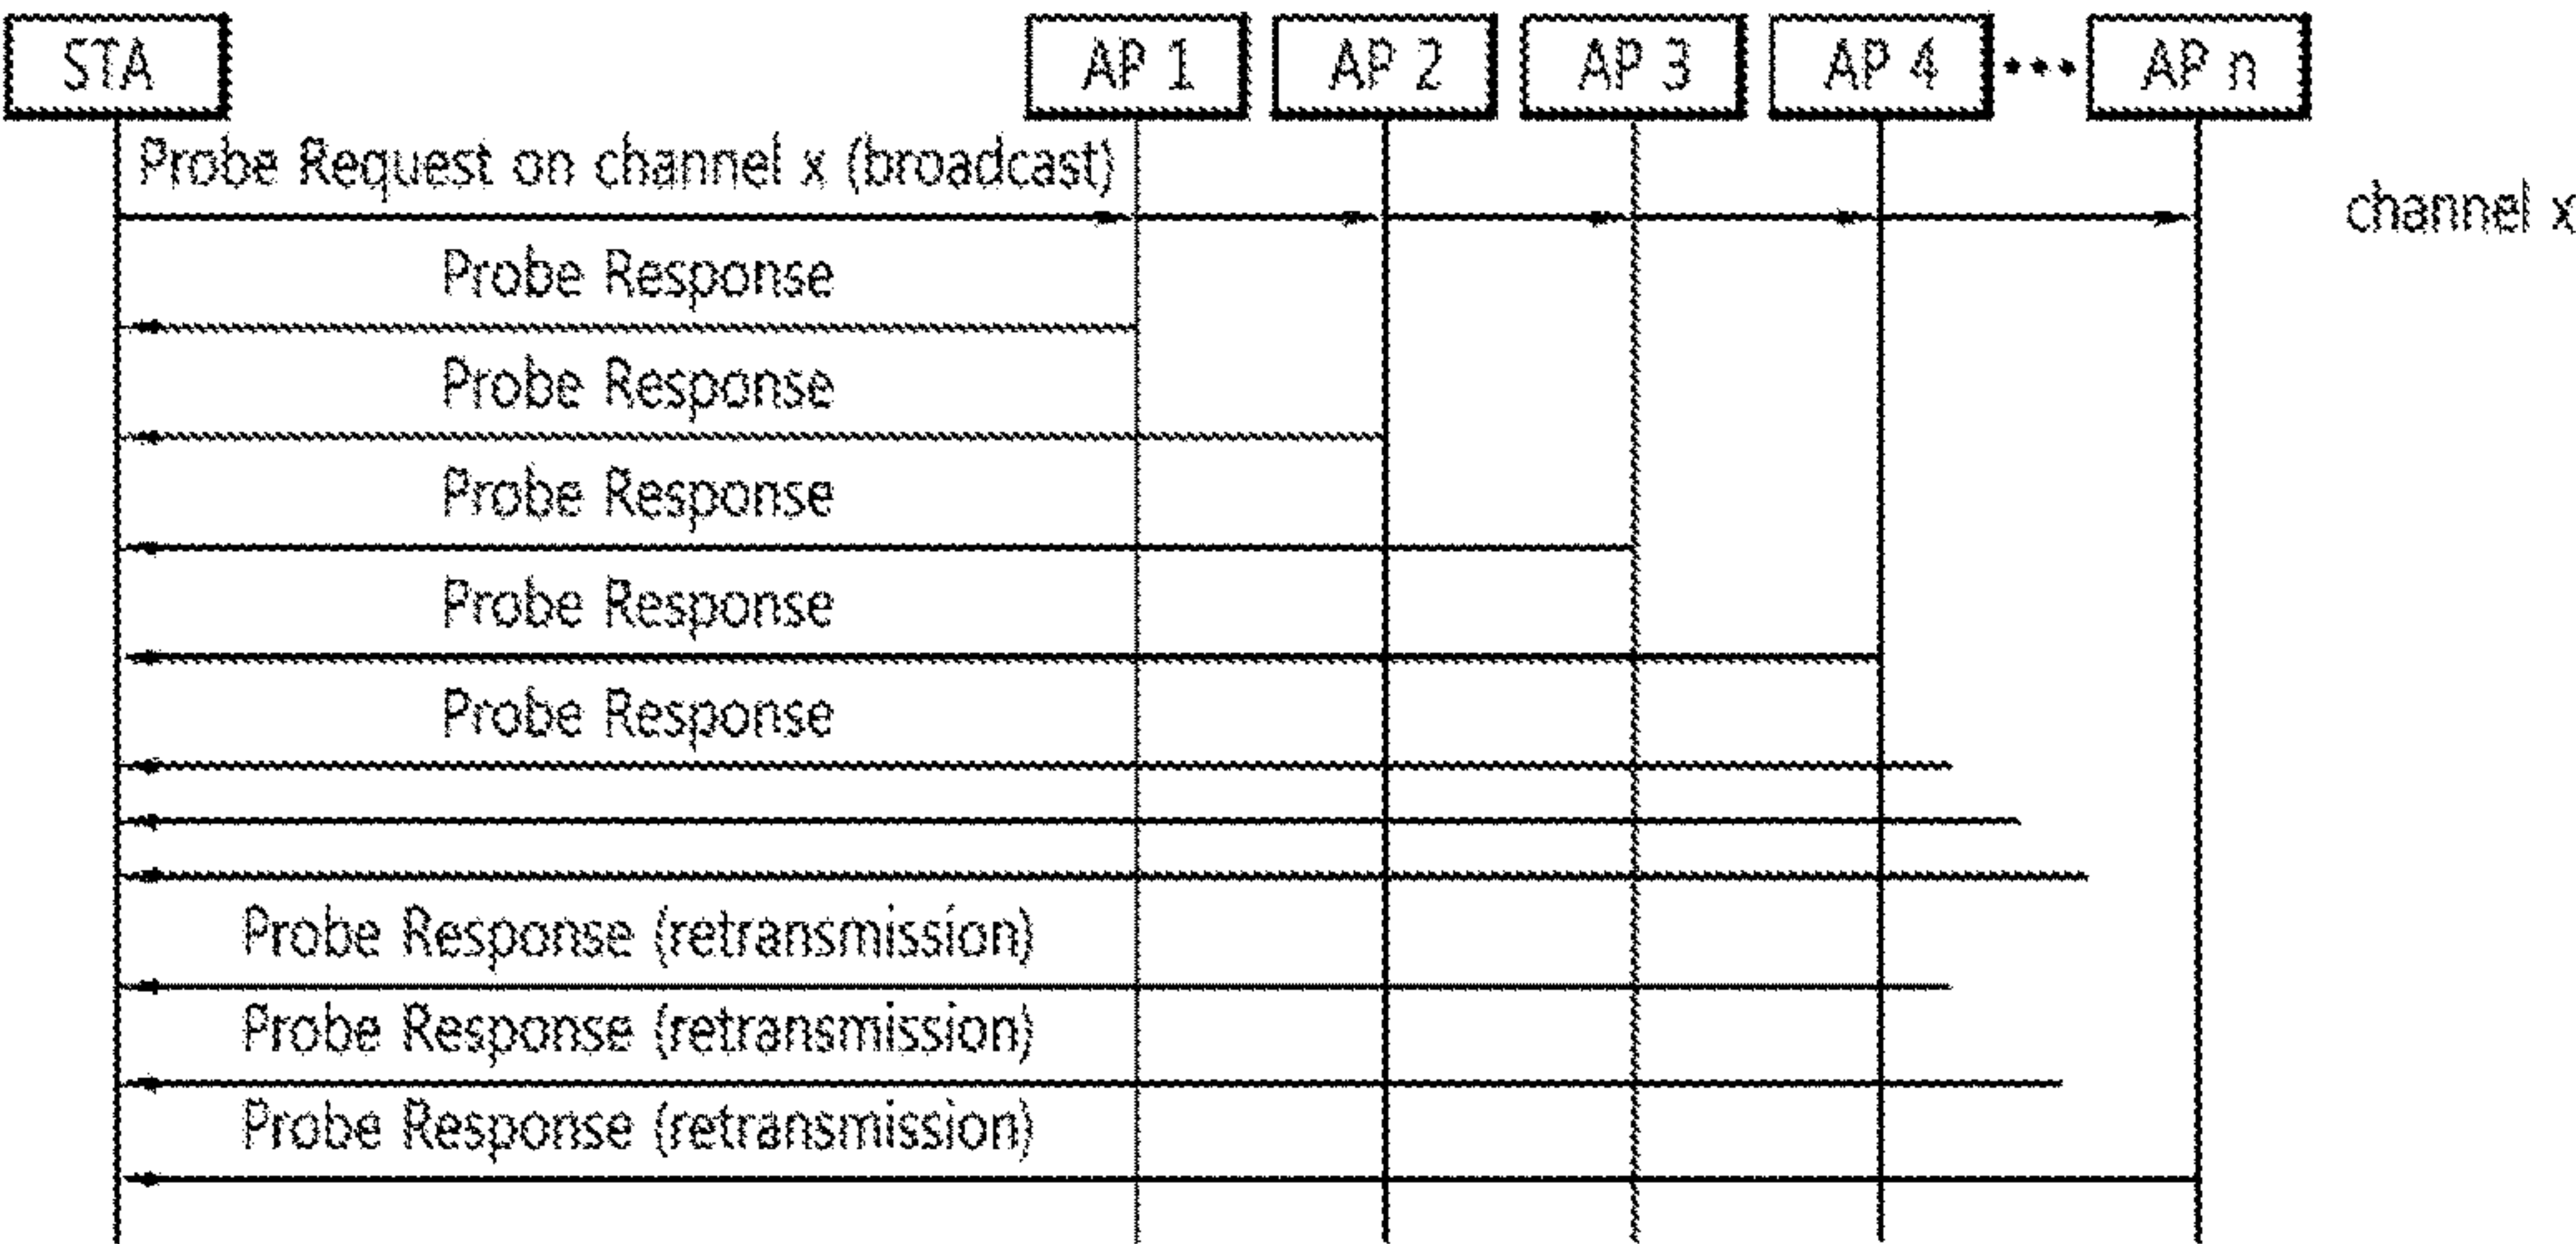 STA AP 1 AP 2 AP 3 AP 4 ••• AP n
Probe Request on channel x (broadcast)
channel x
Probe Response
Probe Response
Probe Response
Probe Response
Probe Response
Probe Response (retransmission)
Probe Response (retransmission)
Probe Response (retransmission)